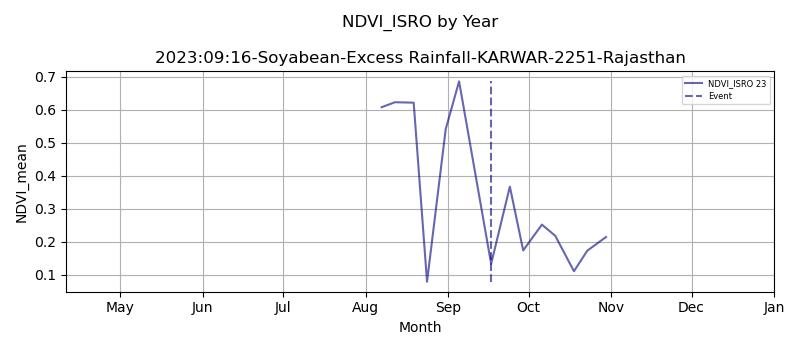 NDVI_ISRO by Year
2023:09:16-Soyabean-Excess Rainfall-KARWAR-2251-Rajasthan
NDVI_ISRO 23
Event
NDVI_mean
0.7
0.6
0.5
0.4
0.3
0.2
0.1
May Jun Jul Aug Sep Oct Nov Dec Jan
Month